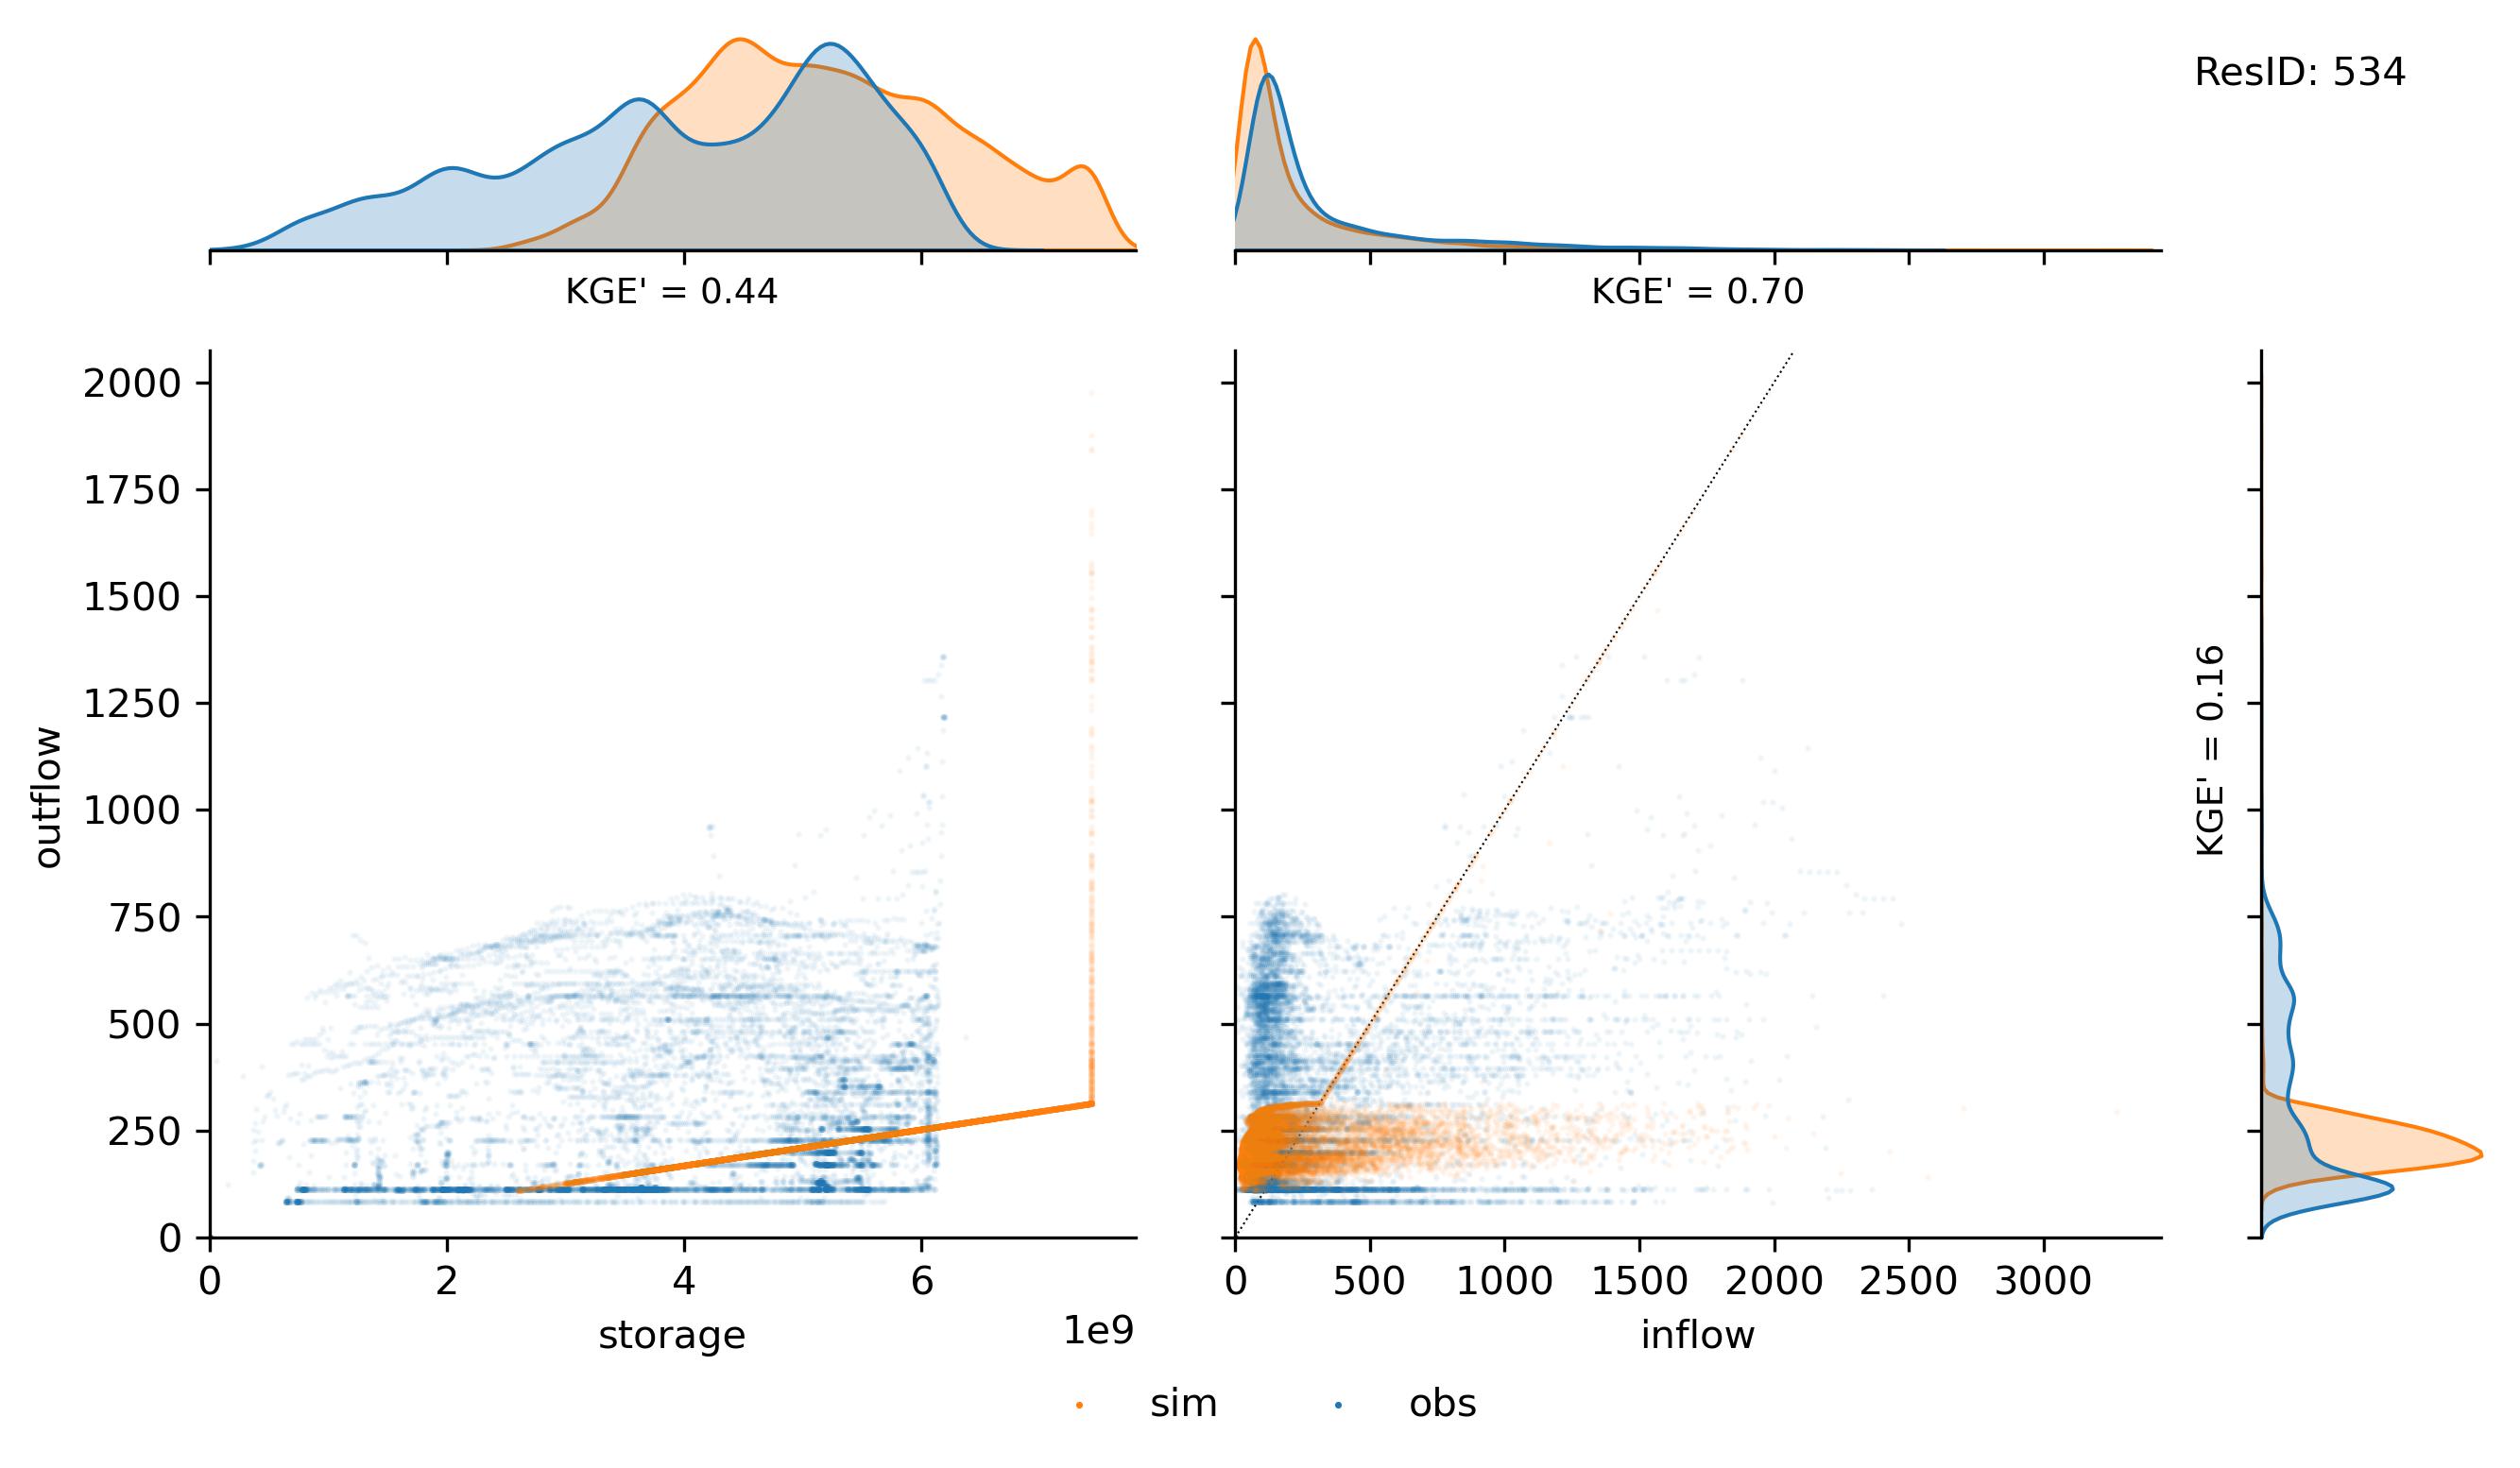 ResID: 534
KGE' = 0.44
KGE' = 0.70
2000
1750
1500
1250
1000
750
500
250
0
outflow
KGE' = 0.16
0 2 4 6
0 500 1000 1500 2000 2500 3000
storage
1e9
inflow
sim obs